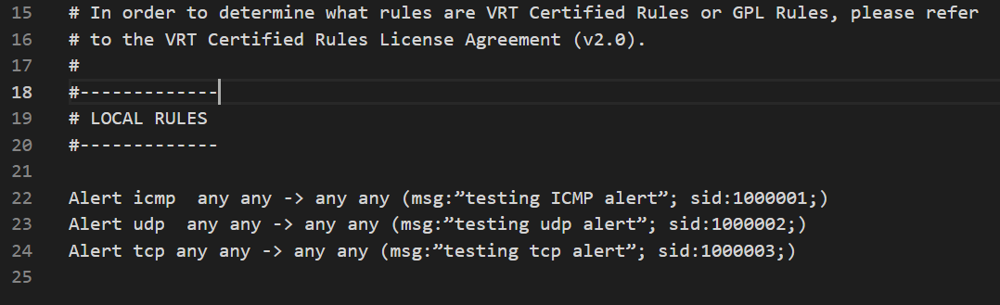 15 # In order to determine what rules are VRT Certified Rules or GPL Rules, please refer
16 # to the VRT Certified Rules License Agreement (v2.0).
17 #
18 #-------------
19 # LOCAL RULES
20 #-------------
21
22 Alert icmp  any any -> any any (msg:”testing ICMP alert”; sid:1000001;)
23 Alert udp  any any -> any any (msg:”testing udp alert”; sid:1000002;)
24 Alert tcp any any -> any any (msg:”testing tcp alert”; sid:1000003;)
25